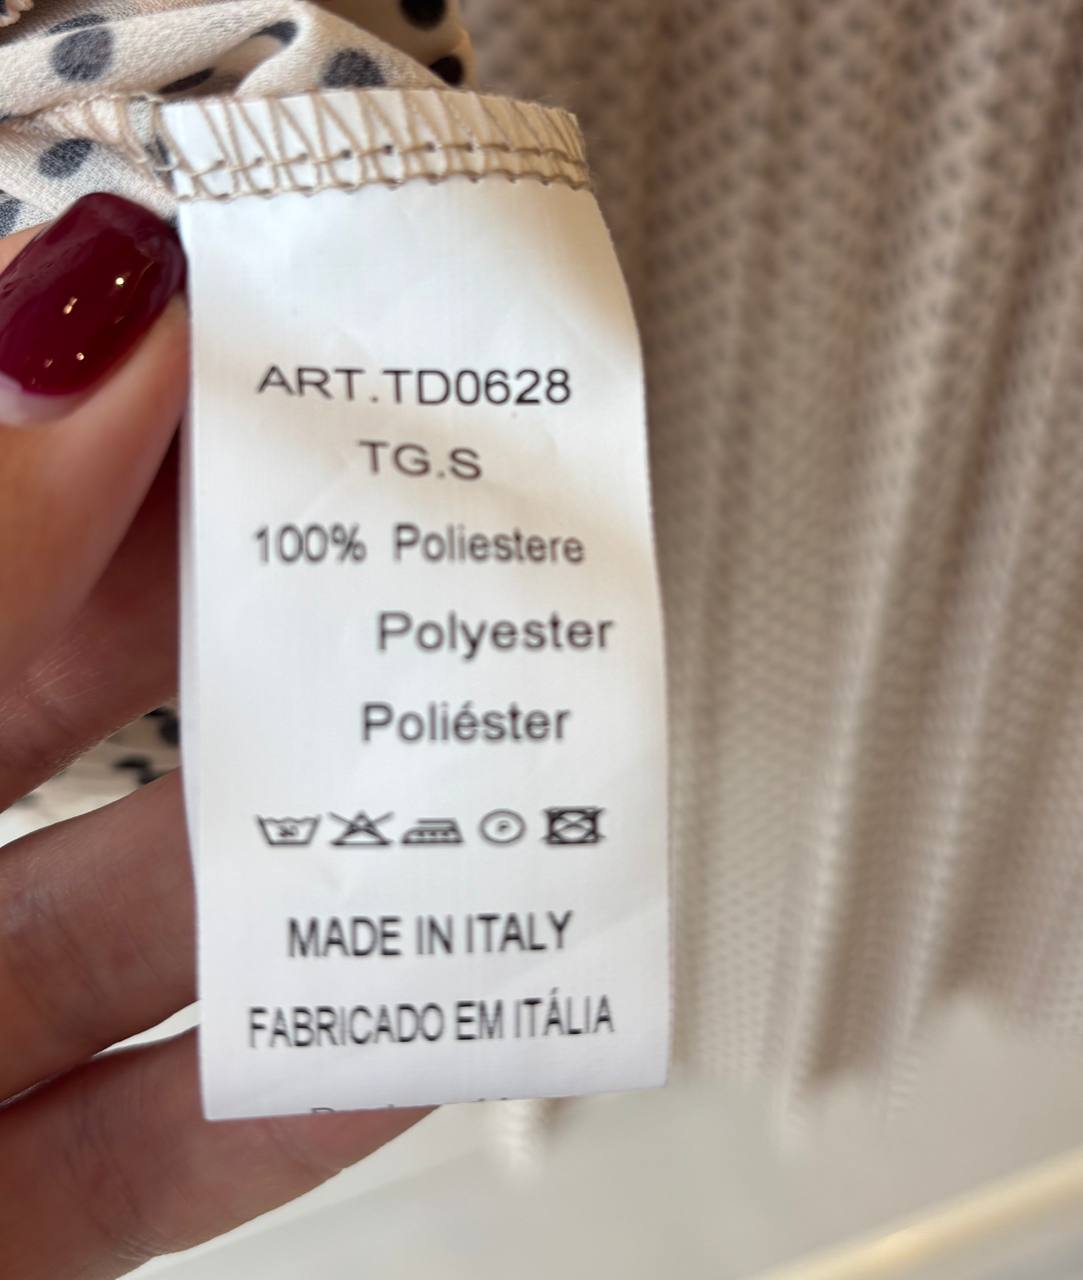 ART.TD0628
TG.S
100% Poliestere
Polyester
Poliéster
MADE IN ITALY
FABRICADO EM ITÁLIA